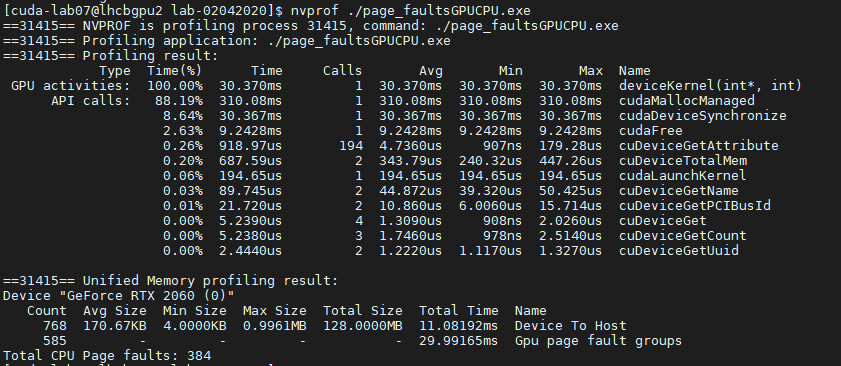 [cuda-lab07@lhcbgpu2 lab-02042020]$ nvprof ./page_faultsGPUCPU.exe
==31415== NVPROF is profiling process 31415, command: ./page_faultsGPUCPU.exe
==31415== Profiling application: ./page_faultsGPUCPU.exe
==31415== Profiling result:
Type Time(%) Time Calls Avg Min Max Name
GPU activities: 100.00% 30.370ms 1 30.370ms 30.370ms 30.370ms deviceKernel(int*, int)
API calls: 88.19% 310.08ms 1 310.08ms 310.08ms 310.08ms cudaMallocManaged
8.64% 30.367ms 1 30.367ms 30.367ms 30.367ms cudaDeviceSynchronize
2.63% 9.2428ms 1 9.2428ms 9.2428ms 9.2428ms cudaFree
0.26% 918.97us 194 4.7360us 907ns 179.28us cuDeviceGetAttribute
0.20% 687.59us 2 343.79us 240.32us 447.26us cuDeviceTotalMem
0.06% 194.65us 1 194.65us 194.65us 194.65us cudaLaunchKernel
0.03% 89.745us 2 44.872us 39.320us 50.425us cuDeviceGetName
0.01% 21.720us 2 10.860us 6.0060us 15.714us cuDeviceGetPCIBusId
0.00% 5.2390us 4 1.3090us 908ns 2.0260us cuDeviceGet
0.00% 5.2380us 3 1.7460us 978ns 2.5140us cuDeviceGetCount
0.00% 2.4440us 2 1.2220us 1.1170us 1.3270us cuDeviceGetUuid
==31415== Unified Memory profiling result:
Device "GeForce RTX 2060 (0)"
Count Avg Size Min Size Max Size Total Size Total Time Name
768 170.67KB 4.0000KB 0.9961MB 128.0000MB 11.08192ms Device To Host
585 - - - - 29.99165ms Gpu page fault groups
Total CPU Page faults: 384